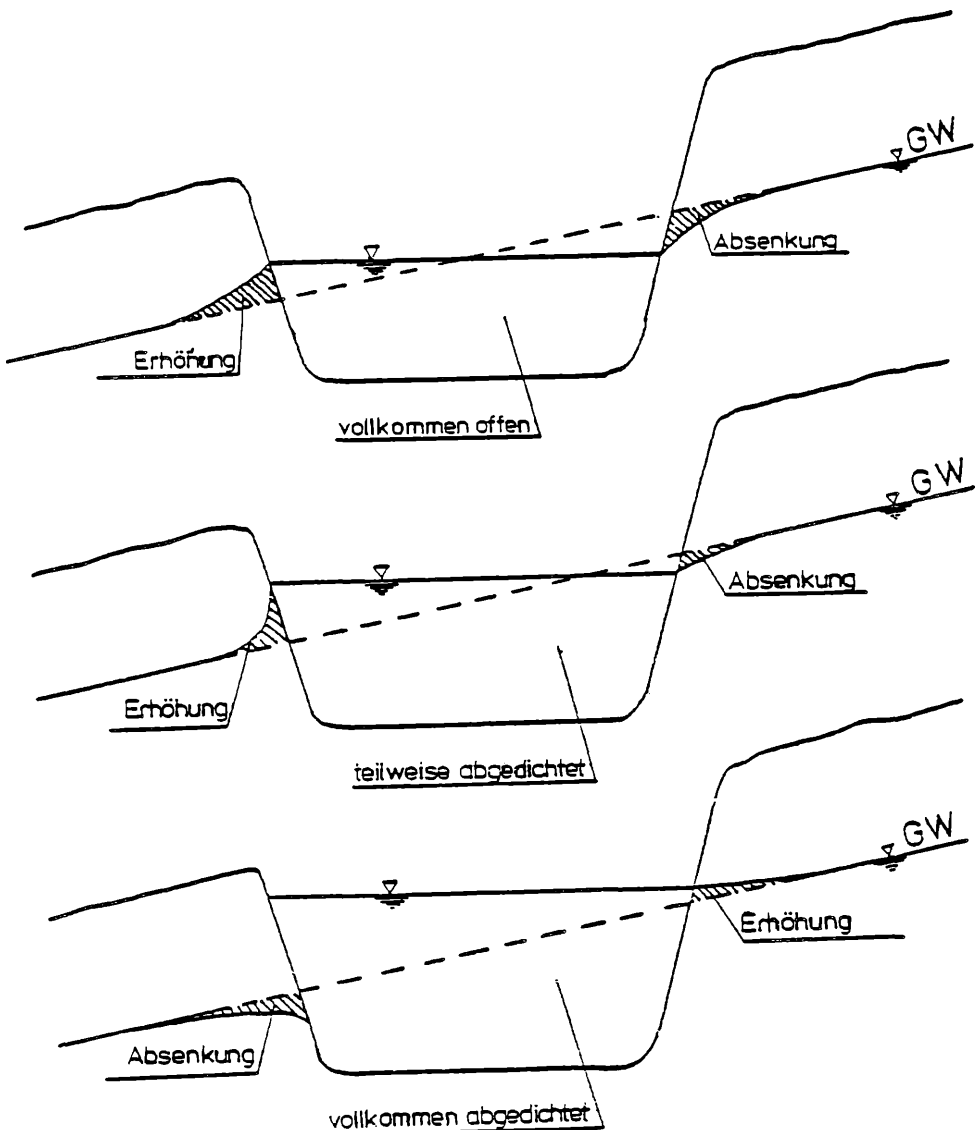 GW
Absenkung
Erhöhung
vollkommen offen
GW
Absenkung
Erhöhung
teilweise abgedichtet
GW
Erhöhung
Absenkung
vollkommen abgedichtet